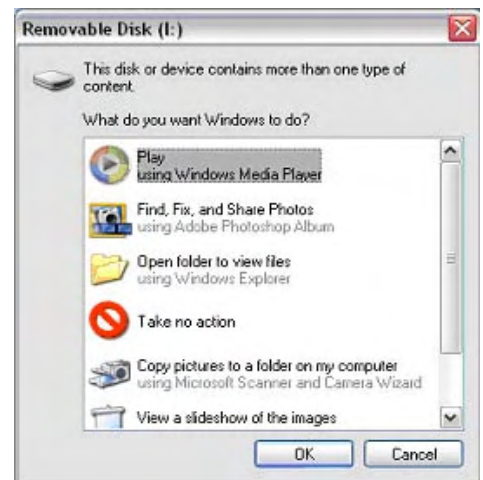 Removable Disk (I:)
This disk or device contains more than one type of
content.
What do you want Windows to do?
Play
using Windows Media Player
Find, Fix, and Share Photos
using Adobe Photoshop Album
Open folder to view files
using Windows Explorer
Take no action
Copy pictures to a folder on my computer
using Microsoft Scanner and Camera Wizard
View a slideshow of the images
OK
Cancel